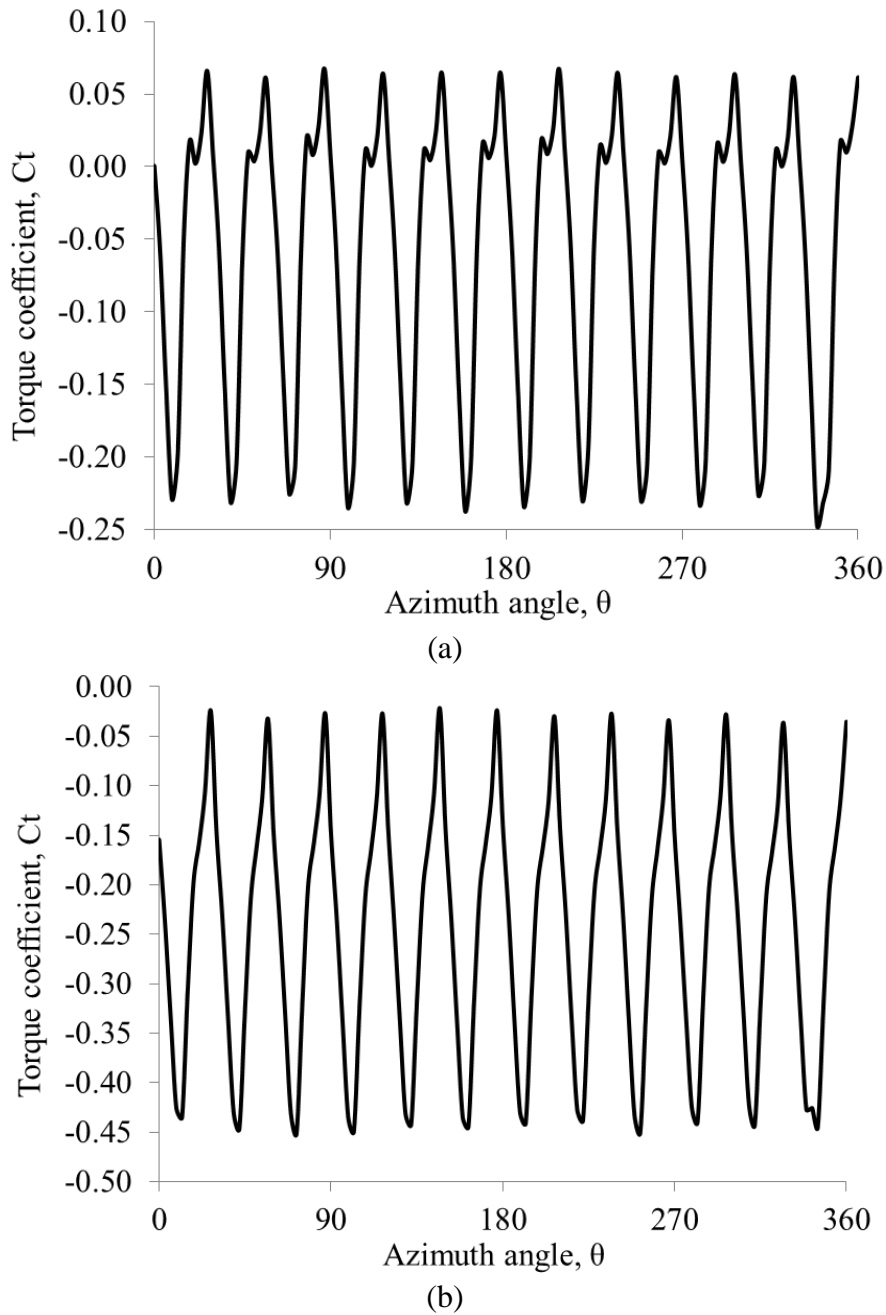 0.10
0.05
0.00
-0.05
-0.10
-0.15
-0.20
-0.25
Torque coefficient, Ct
0 90 180 270 360
Azimuth angle, θ
(a)
0.00
-0.05
-0.10
-0.15
-0.20
-0.25
-0.30
-0.35
-0.40
-0.45
-0.50
Torque coefficient, Ct
0 90 180 270 360
Azimuth angle, θ
(b)